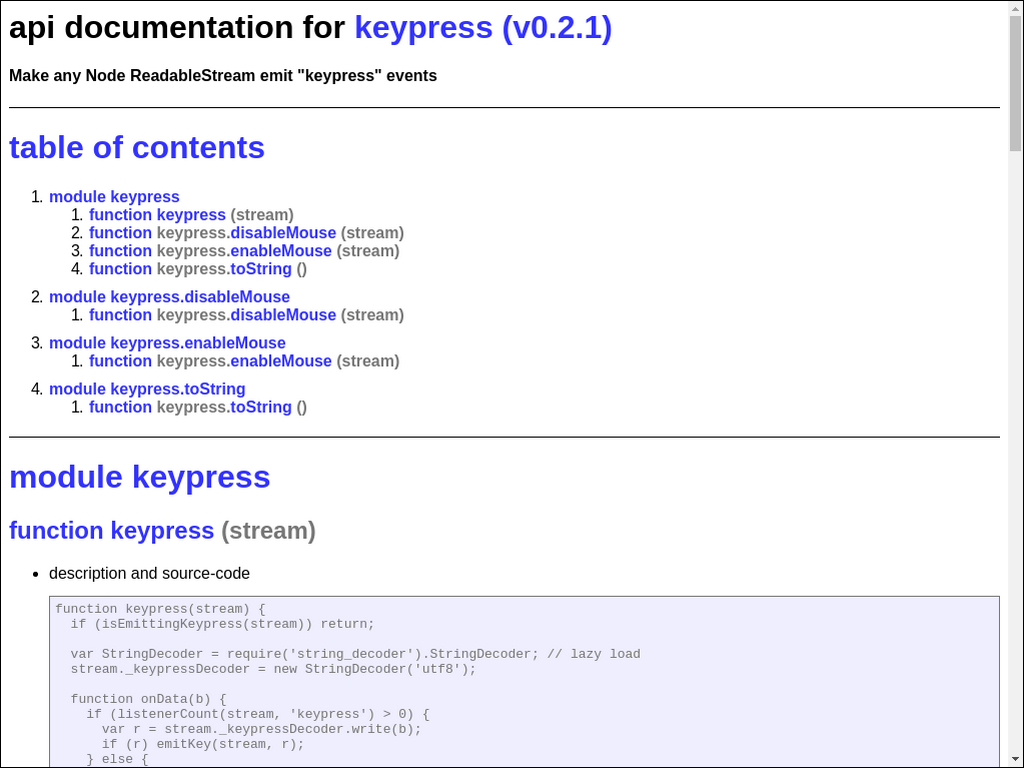 api documentation for keypress (v0.2.1)
Make any Node ReadableStream emit "keypress" events
table of contents
1. module keypress
1. function keypress (stream)
2. function keypress.disableMouse (stream)
3. function keypress.enableMouse (stream)
4. function keypress.toString ()
2. module keypress.disableMouse
1. function keypress.disableMouse (stream)
3. module keypress.enableMouse
1. function keypress.enableMouse (stream)
4. module keypress.toString
1. function keypress.toString ()
module keypress
function keypress (stream)
• description and source-code
function keypress(stream) {
  if (isEmittingKeypress(stream)) return;
  var StringDecoder = require('string_decoder').StringDecoder; // lazy load
  stream._keypressDecoder = new StringDecoder('utf8');
  function onData(b) {
    if (listenerCount(stream, 'keypress') > 0) {
      var r = stream._keypressDecoder.write(b);
      if (r) emitKey(stream, r);
    } else {